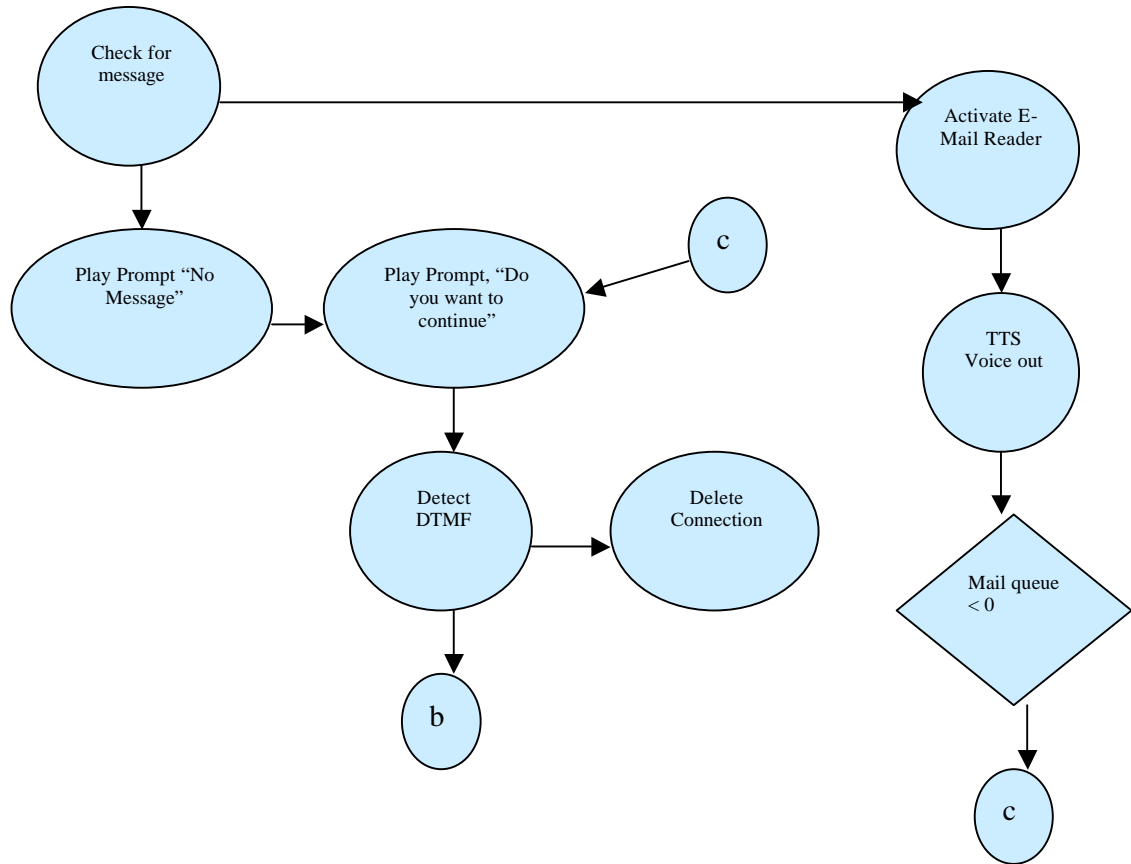 Check for
message
Activate E-
Mail Reader
c
Play Prompt “No
Message”
Play Prompt, “Do
you want to
continue”
TTS
Voice out
Detect
DTMF
Delete
Connection
Mail queue
< 0
b
c